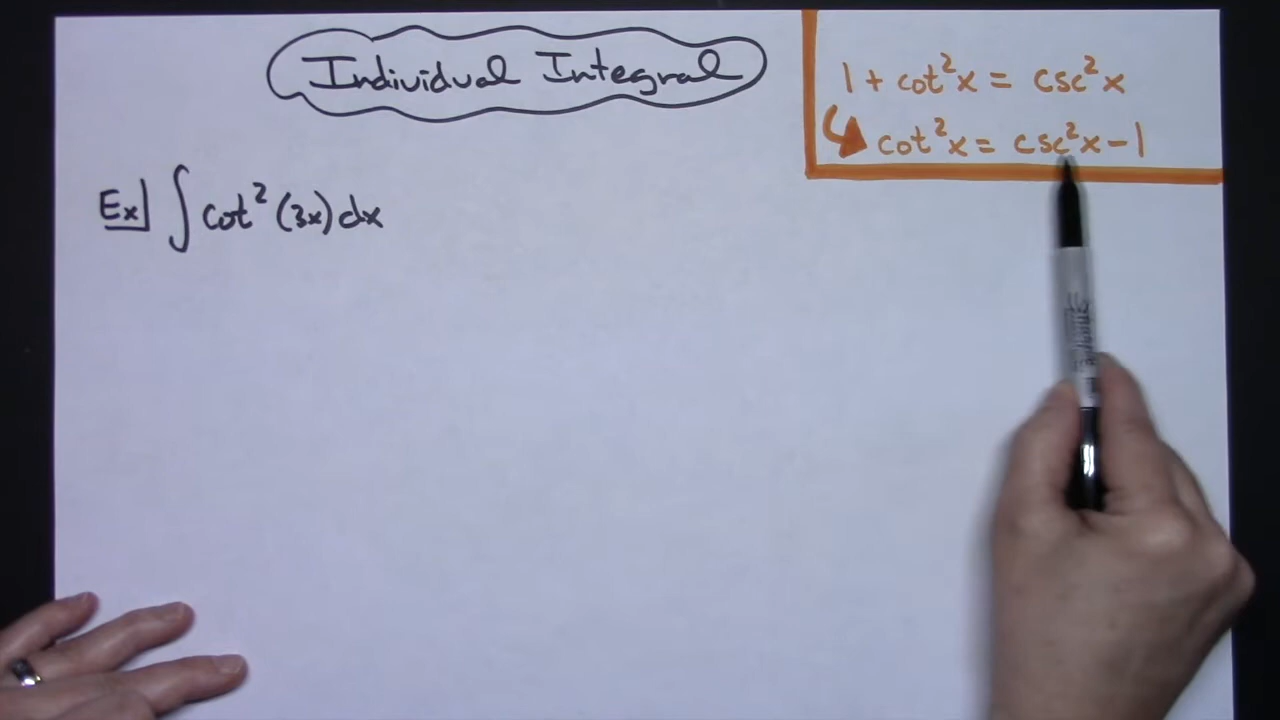 Individual Integral
1 + cot²x = csc²x
cot²x = csc²x - 1
Ex ∫cot²(3x)dx